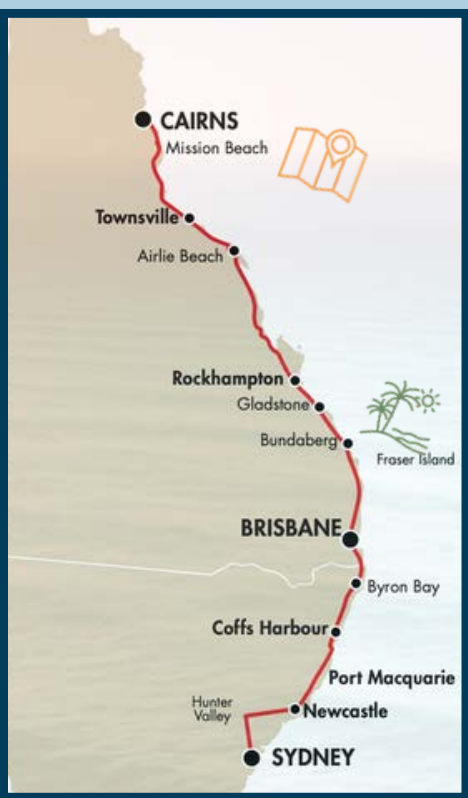 CAIRNS
Mission Beach
Townsville
Airlie Beach
Rockhampton
Gladstone
Bundaberg
Fraser Island
BRISBANE
Byron Bay
Coffs Harbour
Port Macquarie
Hunter
Valley
Newcastle
SYDNEY